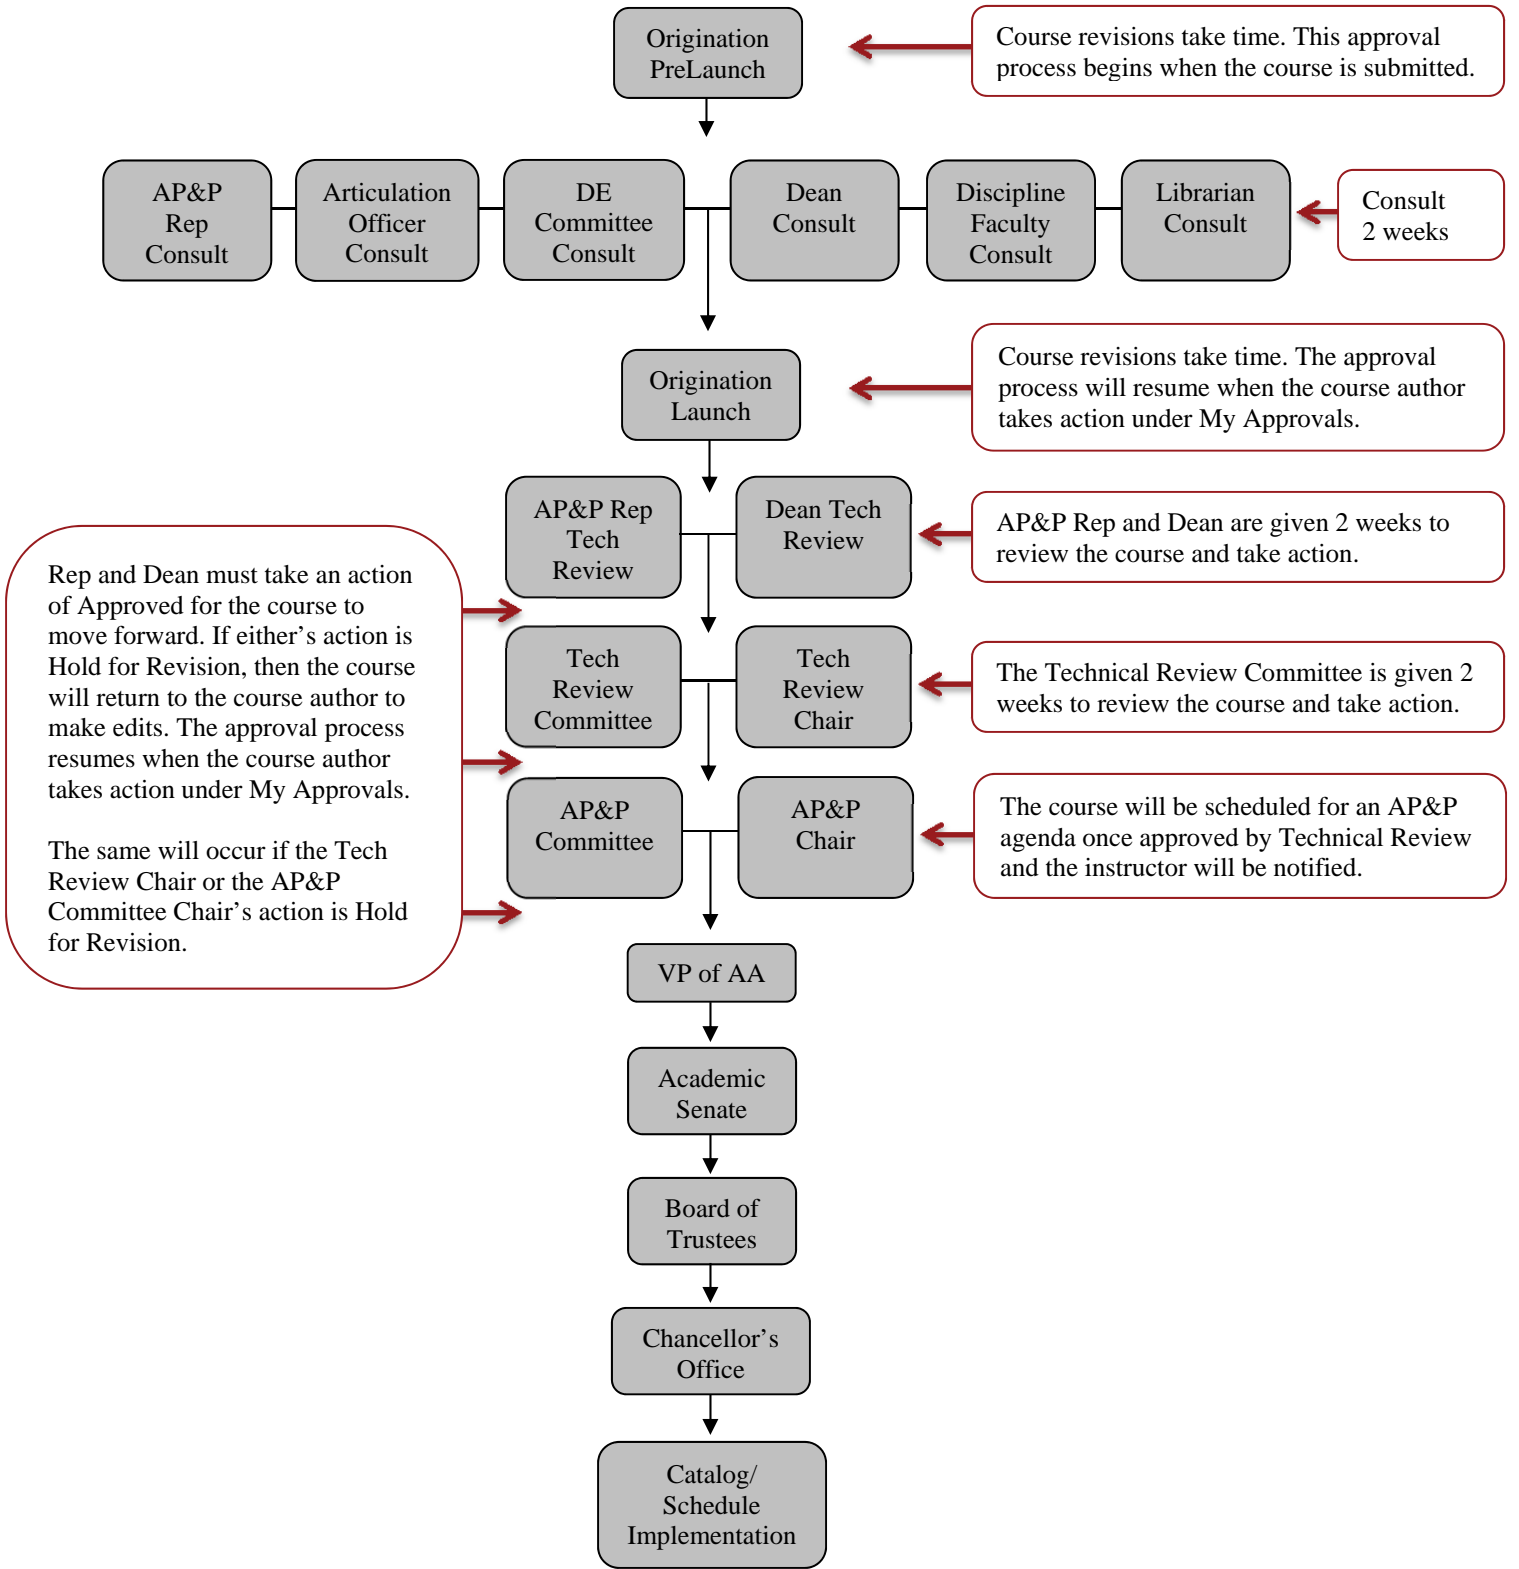 Origination
PreLaunch
Course revisions take time. This approval
process begins when the course is submitted.
AP&P
Rep
Consult
Articulation
Officer
Consult
DE
Committee
Consult
Dean
Consult
Discipline
Faculty
Consult
Librarian
Consult
Consult
2 weeks
Origination
Launch
Course revisions take time. The approval
process will resume when the course author
takes action under My Approvals.
AP&P Rep
Tech
Review
Dean Tech
Review
AP&P Rep and Dean are given 2 weeks to
review the course and take action.
Rep and Dean must take an action
of Approved for the course to
move forward. If either’s action is
Hold for Revision, then the course
will return to the course author to
make edits. The approval process
resumes when the course author
takes action under My Approvals.
The same will occur if the Tech
Review Chair or the AP&P
Committee Chair’s action is Hold
for Revision.
Tech
Review
Committee
Tech
Review
Chair
The Technical Review Committee is given 2
weeks to review the course and take action.
AP&P
Committee
AP&P
Chair
The course will be scheduled for an AP&P
agenda once approved by Technical Review
and the instructor will be notified.
VP of AA
Academic
Senate
Board of
Trustees
Chancellor’s
Office
Catalog/
Schedule
Implementation